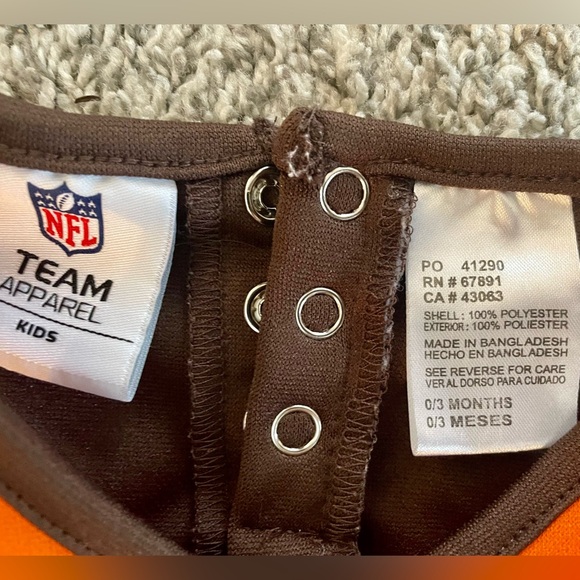 NFL
TEAM
APPAREL
KIDS
PO 41290
RN # 67891
CA # 43063
SHELL: 100% POLYESTER
EXTERIOR: 100% POLIESTER
MADE IN BANGLADESH
HECHO EN BANGLADESH
SEE REVERSE FOR CARE
VER AL DORSO PARA CUIDADO
0/3 MONTHS
0/3 MESES